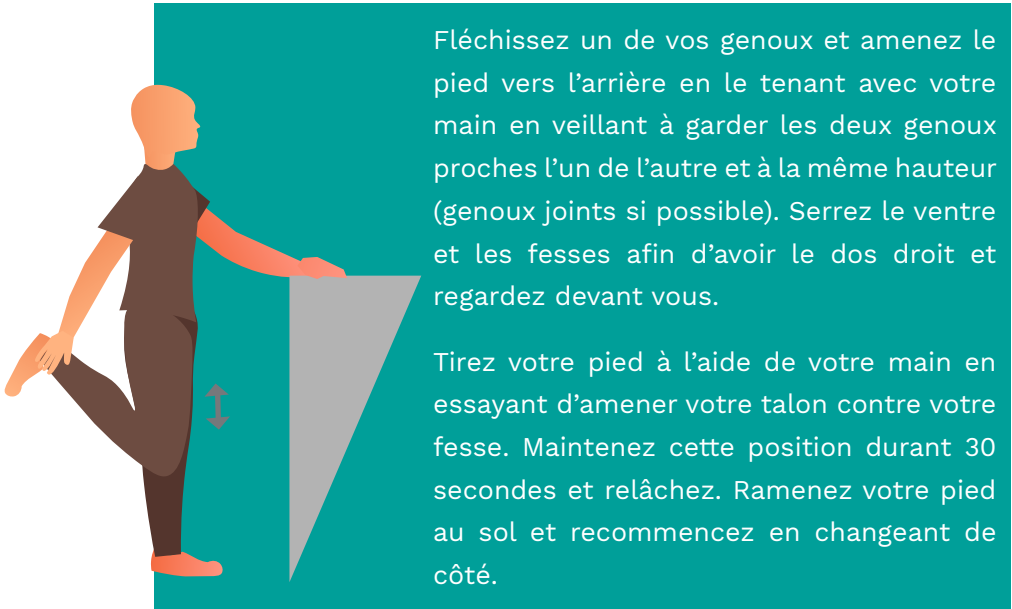 Fléchissez un de vos genoux et amenez le
pied vers l’arrière en le tenant avec votre
main en veillant à garder les deux genoux
proches l’un de l’autre et à la même hauteur
(genoux joints si possible). Serrez le ventre
et les fesses afin d’avoir le dos droit et
regardez devant vous.
Tirez votre pied à l’aide de votre main en
essayant d’amener votre talon contre votre
fesse. Maintenez cette position durant 30
secondes et relâchez. Ramenez votre pied
au sol et recommencez en changeant de
côté.